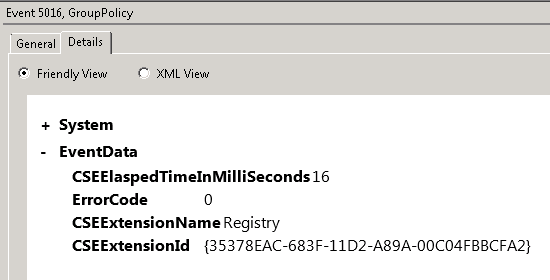 Event 5016, GroupPolicy
General Details
Friendly View XML View
+ System
- EventData
CSEElaspedTimeInMilliSeconds 16
ErrorCode 0
CSEExtensionName Registry
CSEExtensionId {35378EAC-683F-11D2-A89A-00C04FBBCFA2}